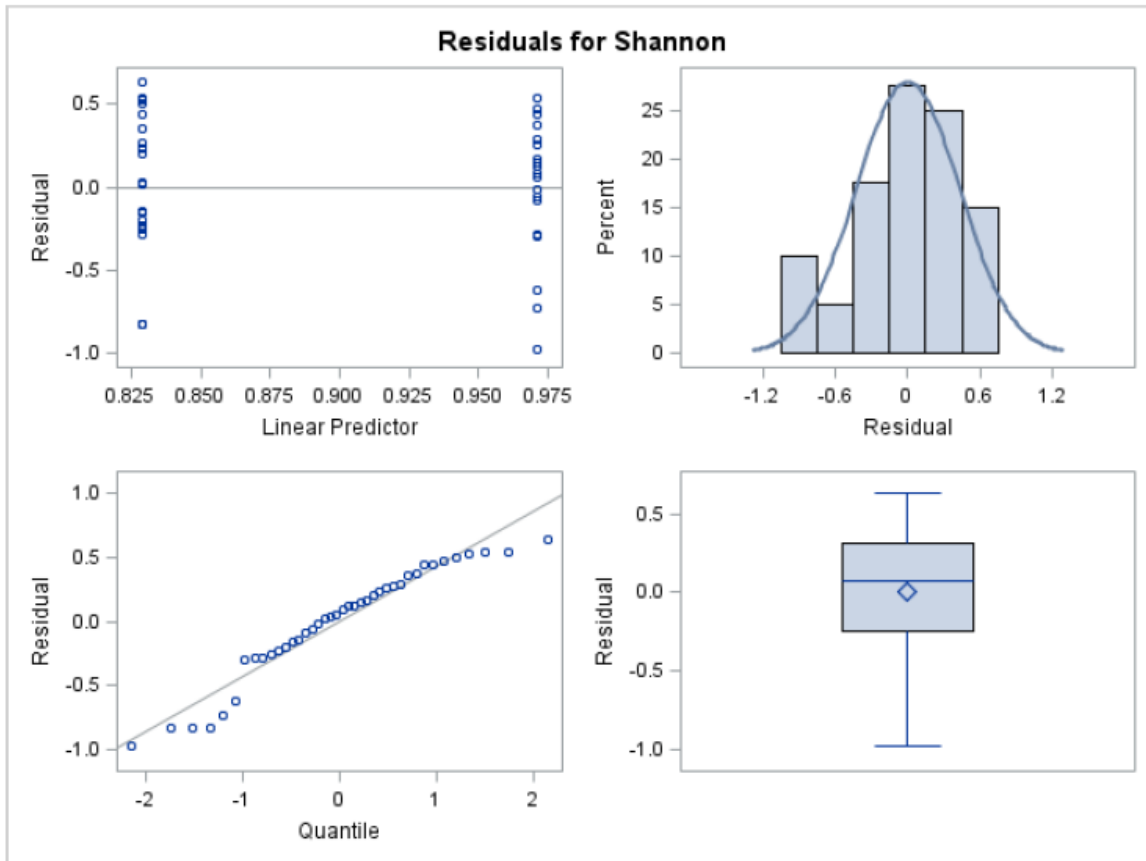 Residuals for Shannon
0.5
0.0
-0.5
-1.0
Residual
0.825 0.850 0.875 0.900 0.925 0.950 0.975
Linear Predictor
25
20
15
10
5
0
Percent
-1.2 -0.6 0 0.6 1.2
Residual
1.0
0.5
0.0
-0.5
-1.0
Residual
-2 -1 0 1 2
Quantile
0.5
0.0
-0.5
-1.0
Residual